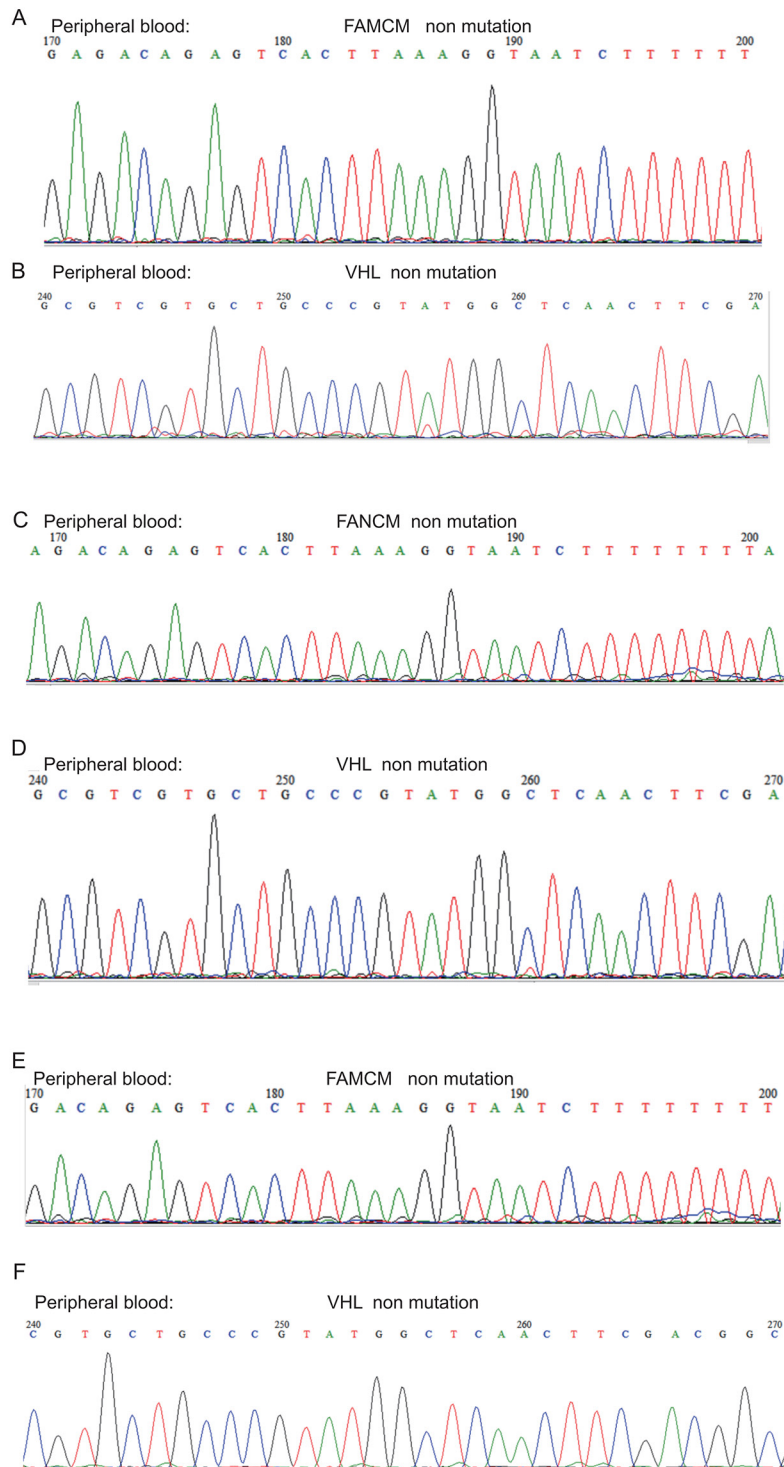 A
Peripheral blood: FAMCM non mutation
170 180 190 200
G A G A C A G A G T C A C T T A A A G G T A A T C T T T T T T
B
Peripheral blood: VHL non mutation
240 250 260 270
G C G T C G T G C T G C C C G T A T G G C T C A A C T T C G A
C
Peripheral blood: FANCM non mutation
170 180 190 200
A G A C A G A G T C A C T T A A A G G T A A T C T T T T T T T T A
D
Peripheral blood: VHL non mutation
240 250 260 270
G C G T C G T G C T G C C C G T A T G G C T C A A C T T C G A
E
Peripheral blood: FAMCM non mutation
170 180 190 200
G A C A G A G T C A C T T A A A G G T A A T C T T T T T T T T
F
Peripheral blood: VHL non mutation
240 250 260 270
C G T G C T G C C C G T A T G G C T C A A C T T C G A C G G C